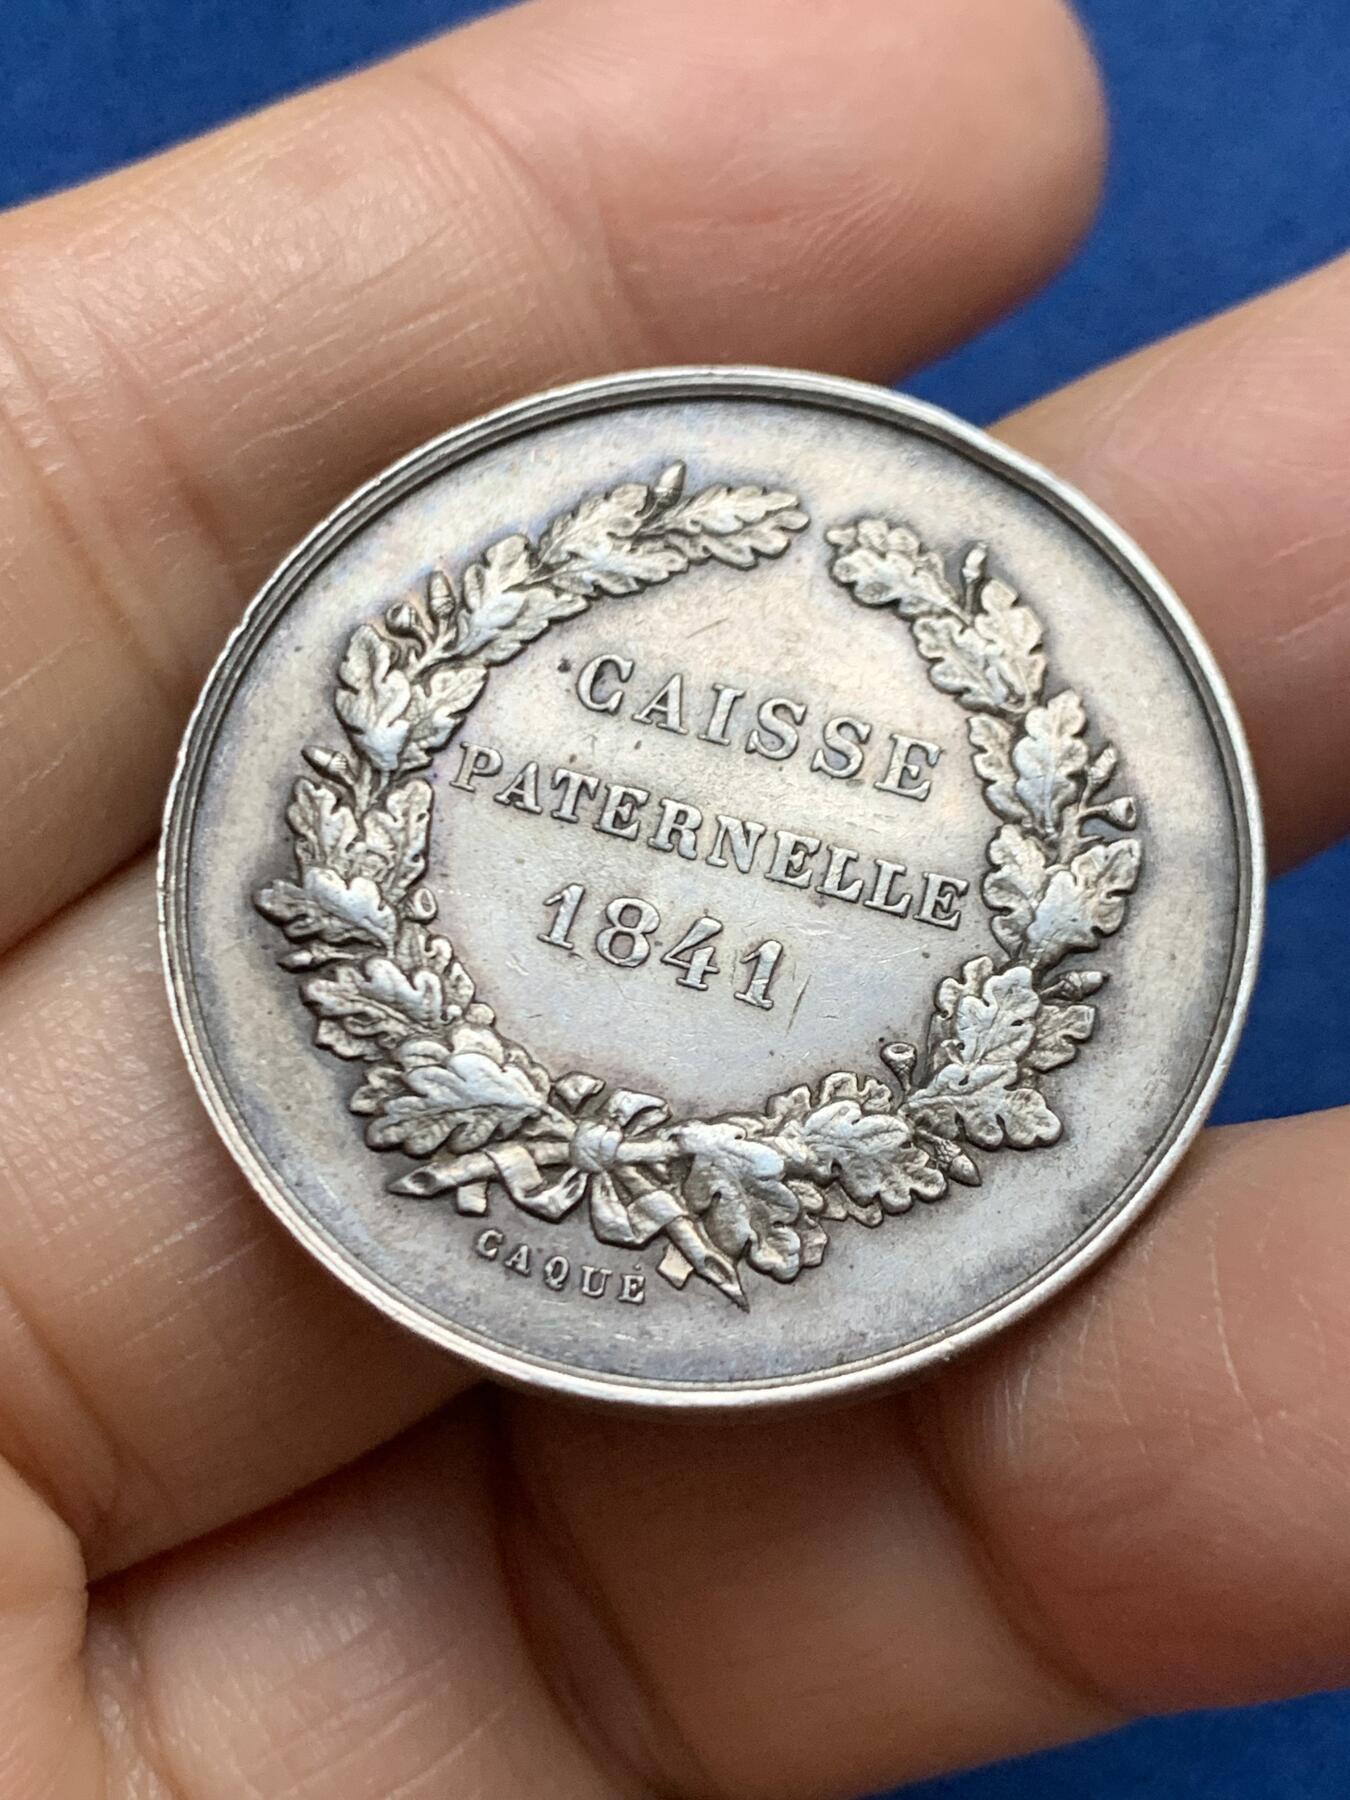 CAISSE
PATERNELLE
1841
CAQUÉ